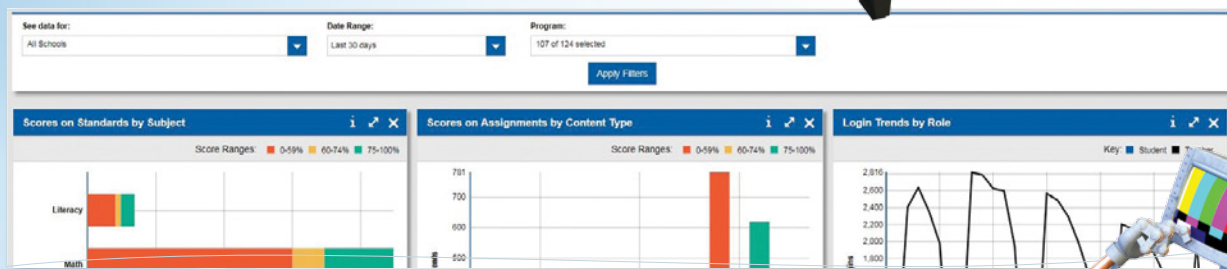 See data for:
Date Range:
Program:
All Schools
Last 30 days
107 of 124 selected
Apply Filters
Scores on Standards by Subject
Score Ranges: 0-59% 60-74% 75-100%
Literacy
Math
Scores on Assignments by Content Type
Score Ranges: 0-59% 60-74% 75-100%
781
700
600
500
Login Trends by Role
Key: Student
2,816
2,600
2,400
2,200
2,000
1,800